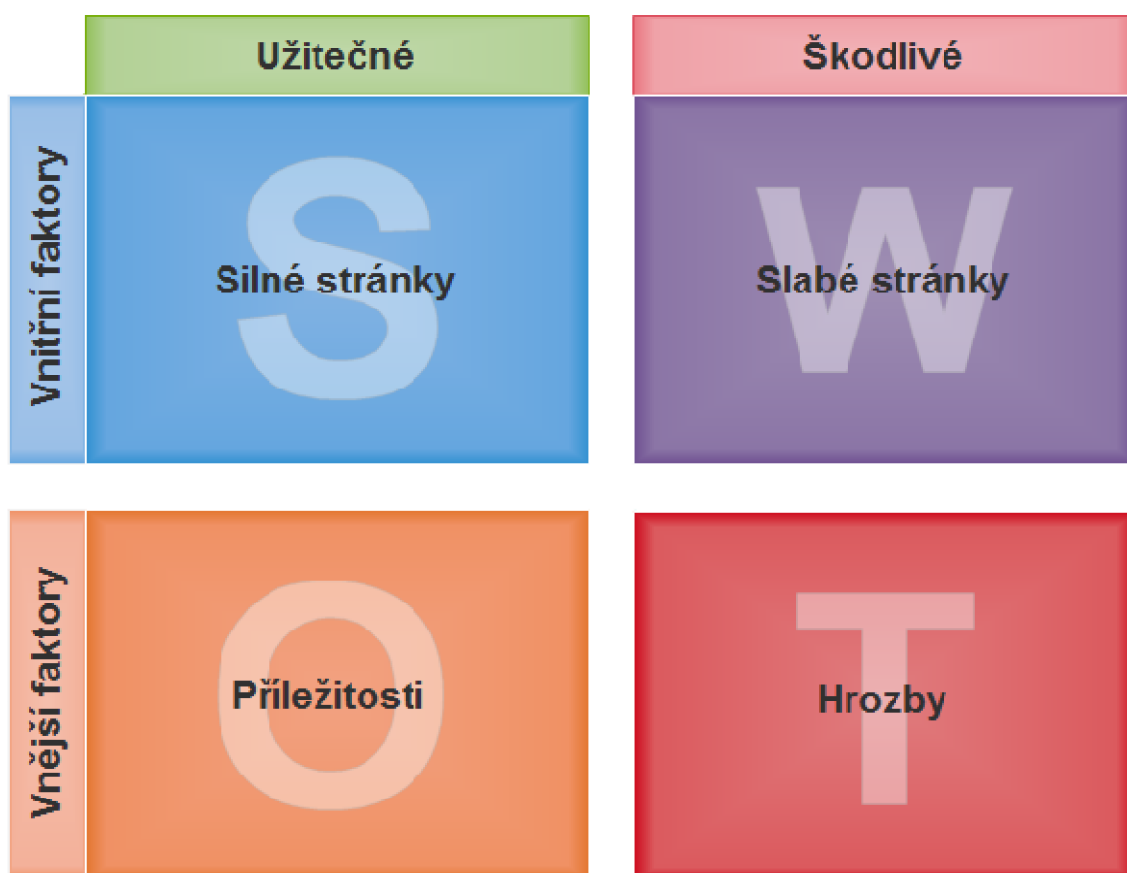 Užitečné
Škodlivé
Vnitřní faktory
S
Silné stránky
W
Slabé stránky
Vnější faktory
O
Příležitosti
T
Hrozby